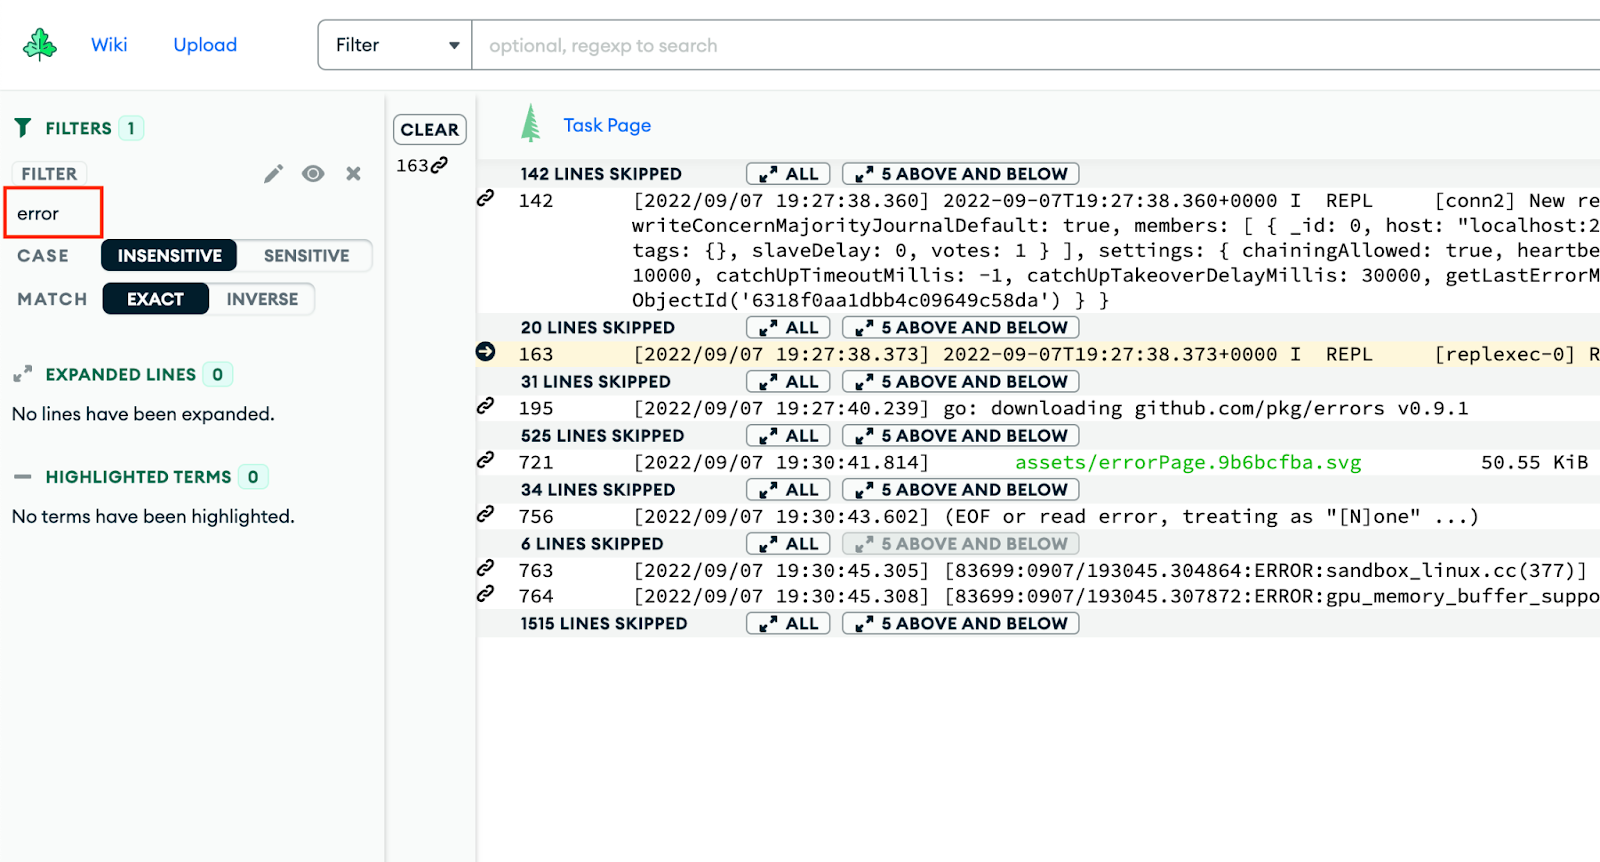 Wiki
Upload
Filter
optional, regexp to search
FILTERS 1
FILTER
error
CASE INSENSITIVE SENSITIVE
MATCH EXACT INVERSE
EXPANDED LINES 0
No lines have been expanded.
HIGHLIGHTED TERMS 0
No terms have been highlighted.
CLEAR
163
Task Page
142 LINES SKIPPED ALL 5 ABOVE AND BELOW
142 [2022/09/07 19:27:38.360] 2022-09-07T19:27:38.360+0000 I REPL [conn2] New re
writeConcernMajorityJournalDefault: true, members: [ { _id: 0, host: "localhost:2
tags: {}, slaveDelay: 0, votes: 1 } ], settings: { chainingAllowed: true, heartbe
10000, catchUpTimeoutMillis: -1, catchUpTakeoverDelayMillis: 30000, getLastErrorM
ObjectId('6318f0aa1dbb4c09649c58da') } }
20 LINES SKIPPED ALL 5 ABOVE AND BELOW
163 [2022/09/07 19:27:38.373] 2022-09-07T19:27:38.373+0000 I REPL [replexec-0] R
31 LINES SKIPPED ALL 5 ABOVE AND BELOW
195 [2022/09/07 19:27:40.239] go: downloading github.com/pkg/errors v0.9.1
525 LINES SKIPPED ALL 5 ABOVE AND BELOW
721 [2022/09/07 19:30:41.814] assets/errorPage.9b6bcfba.svg 50.55 KiB
34 LINES SKIPPED ALL 5 ABOVE AND BELOW
756 [2022/09/07 19:30:43.602] (EOF or read error, treating as "[N]one" ...)
6 LINES SKIPPED ALL 5 ABOVE AND BELOW
763 [2022/09/07 19:30:45.305] [83699:0907/193045.304864:ERROR:sandbox_linux.cc(377)]
764 [2022/09/07 19:30:45.308] [83699:0907/193045.307872:ERROR:gpu_memory_buffer_suppo
1515 LINES SKIPPED ALL 5 ABOVE AND BELOW